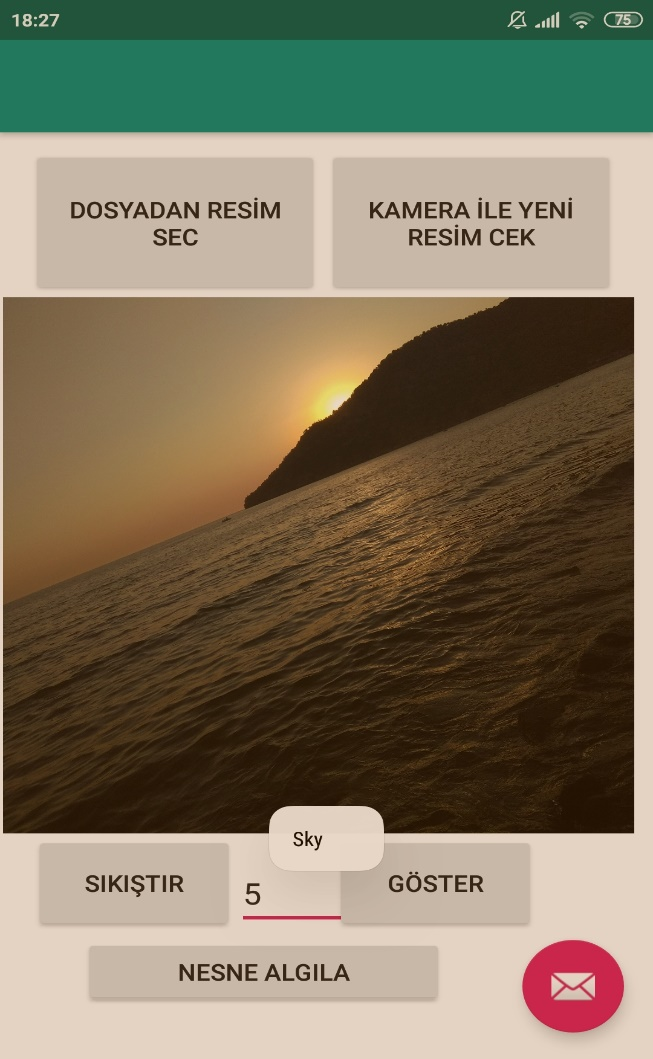 18:27
75
DOSYADAN RESİM
SEC
KAMERA İLE YENİ
RESİM CEK
Sky
SIKIŞTIR
5
GÖSTER
NESNE ALGILA